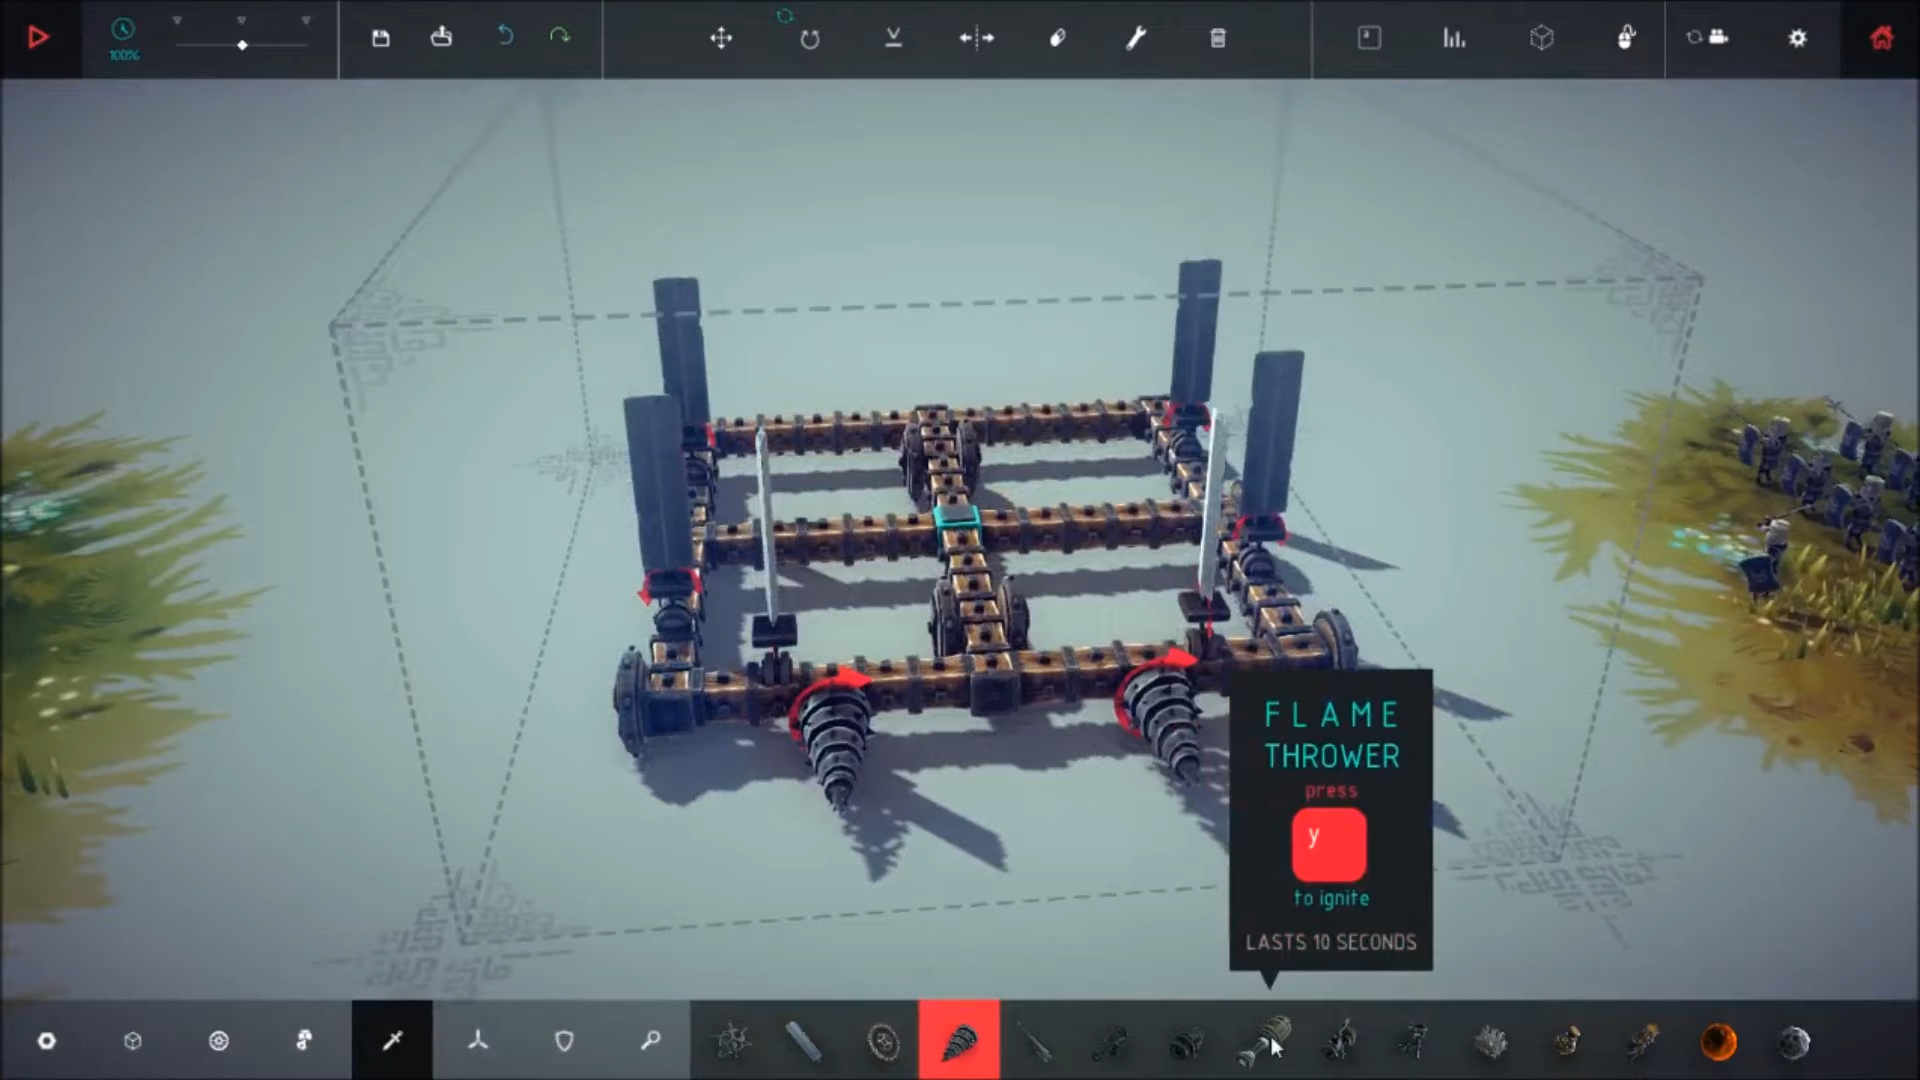 100%
FLAME
THROWER
press
y
to ignite
LASTS 10 SECONDS